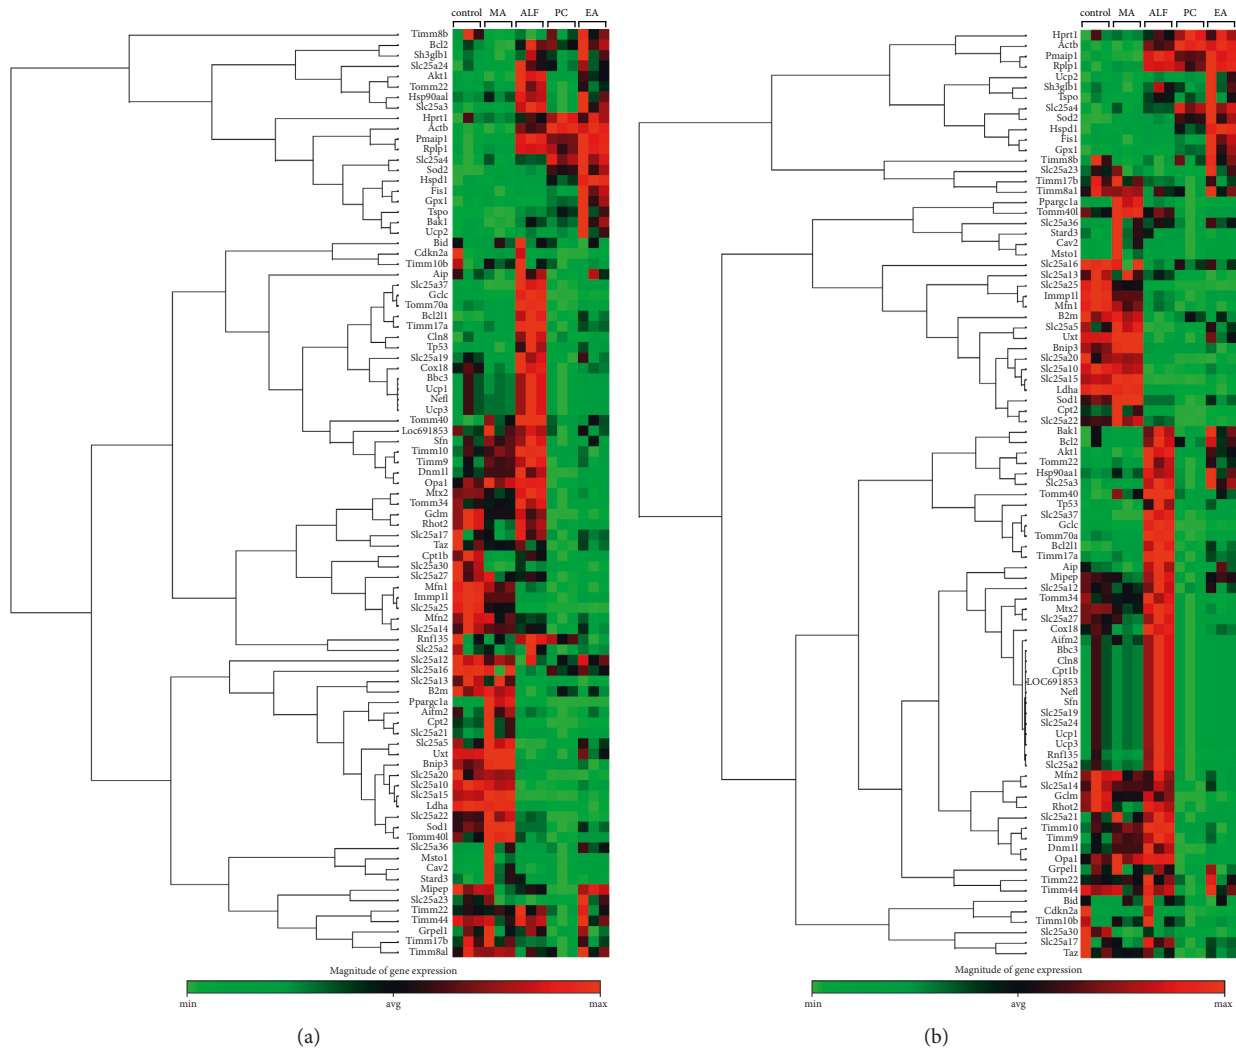 control MA ALF PC EA
Timm8b
Bcl2
Sh3glb1
Slc25a24
Akt1
Tomm22
Hsp90aal
Slc25a3
Hprt1
Actb
Pmaip1
Rplp1
Slc25a4
Sod2
Hspd1
Fis1
Gpx1
Tspo
Bak1
Ucp2
Bid
Cdkn2a
Timm10b
Aip
Slc25a37
Gclc
Tomm70a
Bcl2l1
Timm17a
Cln8
Tp53
Slc25a19
Cox18
Bbc3
Ucp1
Nefl
Ucp3
Tomm40
Loc691853
Sfn
Timm10
Timm9
Dnm1l
Opa1
Mtx2
Tomm34
Gclm
Rhot2
Slc25a17
Taz
Cpt1b
Slc25a30
Slc25a27
Mfn1
Immp1l
Slc25a25
Mfn2
Slc25a14
Rnf135
Slc25a2
Slc25a12
Slc25a16
Slc25a13
B2m
Ppargc1a
Aifm2
Cpt2
Slc25a21
Slc25a5
Uxt
Bnip3
Slc25a20
Slc25a10
Slc25a15
Ldha
Slc25a22
Sod1
Tomm40l
Slc25a36
Msto1
Cav2
Stard3
Mipep
Slc25a23
Timm22
Timm44
Grpel1
Timm17b
Timm8al
Magnitude of gene expression
min avg max
(a)
control MA ALF PC EA
Hprt1
Actb
Pmaip1
Rplp1
Ucp2
Sh3glb1
Tspo
Slc25a4
Sod2
Hspd1
Fis1
Gpx1
Timm8b
Slc25a23
Timm17b
Timm8a1
Ppargc1a
Tomm40l
Slc25a36
Stard3
Cav2
Msto1
Slc25a16
Slc25a13
Slc25a25
Immp1l
Mfn1
B2m
Slc25a5
Uxt
Bnip3
Slc25a20
Slc25a10
Slc25a15
Ldha
Sod1
Cpt2
Slc25a22
Bak1
Bcl2
Akt1
Tomm22
Hsp90aa1
Slc25a3
Tomm40
Tp53
Slc25a37
Gclc
Tomm70a
Bcl2l1
Timm17a
Aip
Mipep
Slc25a12
Tomm34
Mtx2
Slc25a27
Cox18
Aifm2
Bbc3
Cln8
Cpt1b
LOC691853
Nefl
Sfn
Slc25a19
Slc25a24
Ucp1
Ucp3
Rnf135
Slc25a2
Mfn2
Slc25a14
Gclm
Rhot2
Slc25a21
Timm10
Timm9
Dnm1l
Opa1
Grpel1
Timm22
Timm44
Bid
Cdkn2a
Timm10b
Slc25a30
Slc25a17
Taz
Magnitude of gene expression
min avg max
(b)